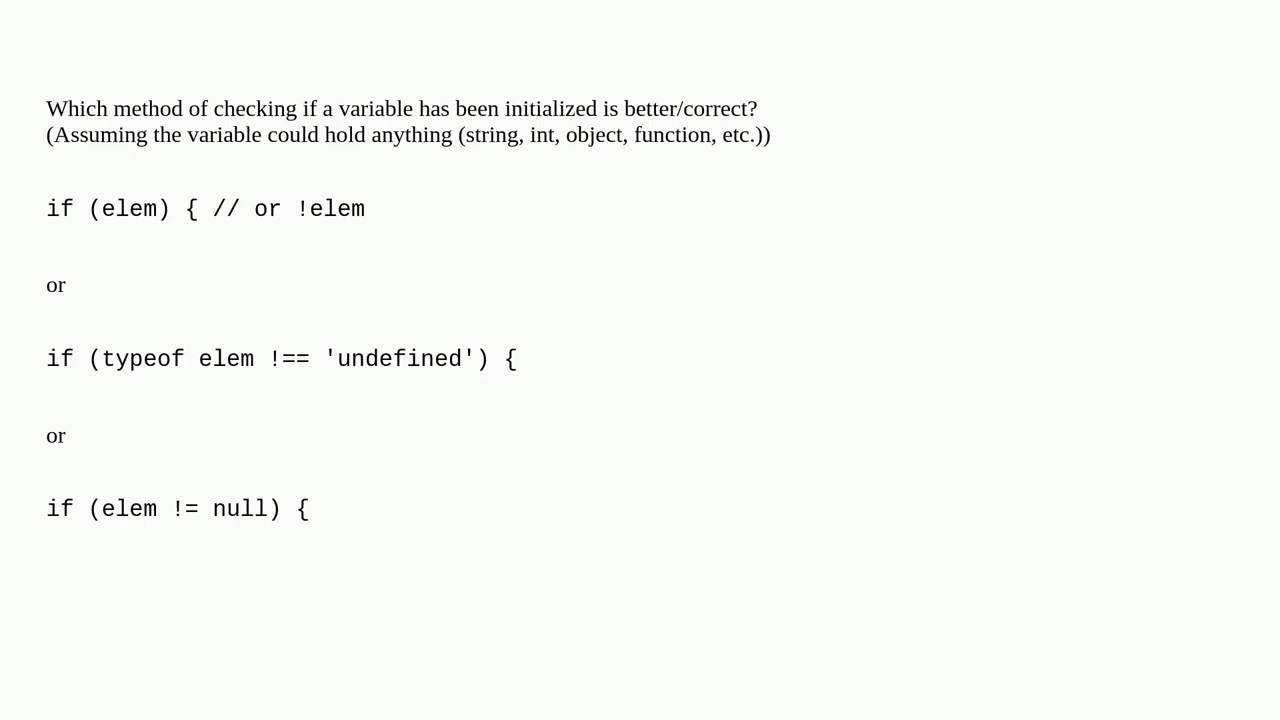 Which method of checking if a variable has been initialized is better/correct?
(Assuming the variable could hold anything (string, int, object, function, etc.))
if (elem) { // or !elem
or
if (typeof elem !== 'undefined') {
or
if (elem != null) {